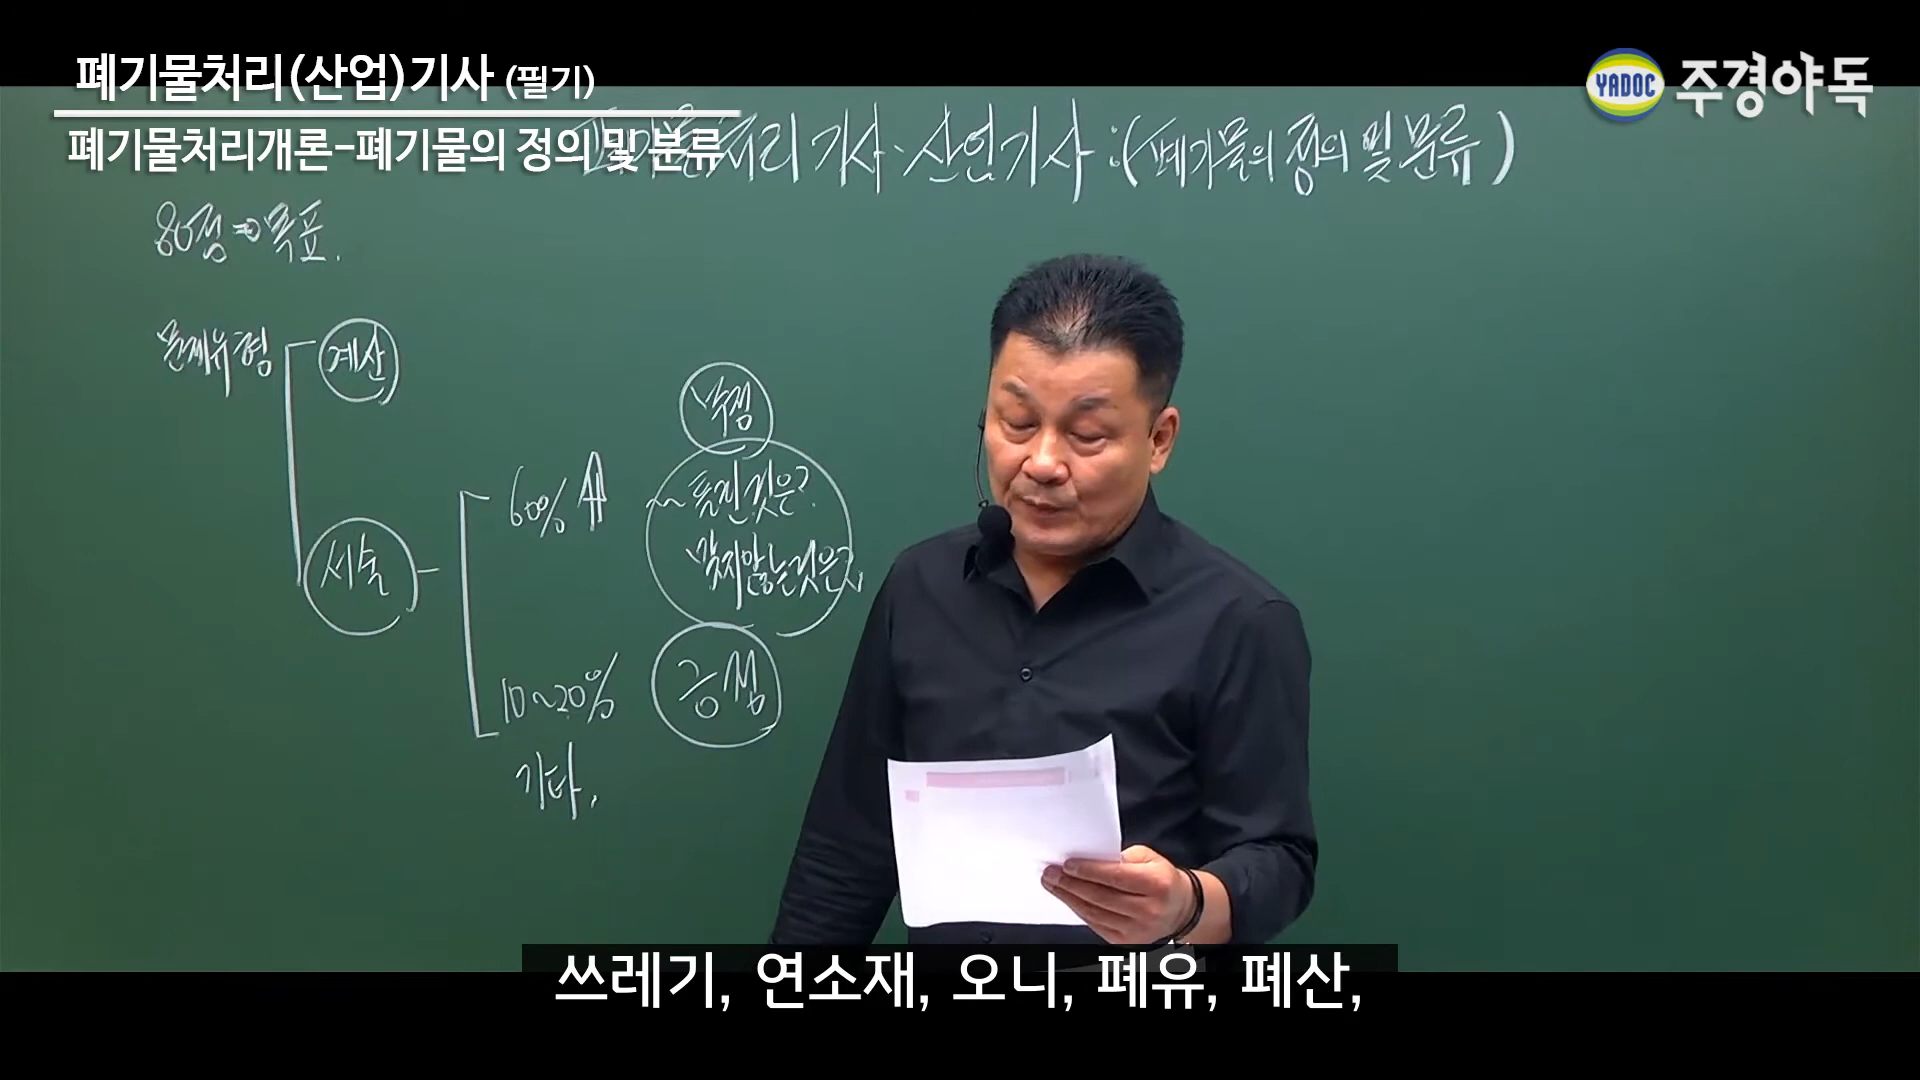 폐기물처리(산업)기사 (필기)
YADOC 주경야독
폐기물처리개론-폐기물의 정의 및 분류
처리기사·산업기사:(폐기물의 정의 및 분류)
80점⇒목표.
문제유형
계산
수정
60%
~틀린것은?
맞지않는것은?
서술
10~20%
긍정
기타.
쓰레기, 연소재, 오니, 폐유, 폐산,